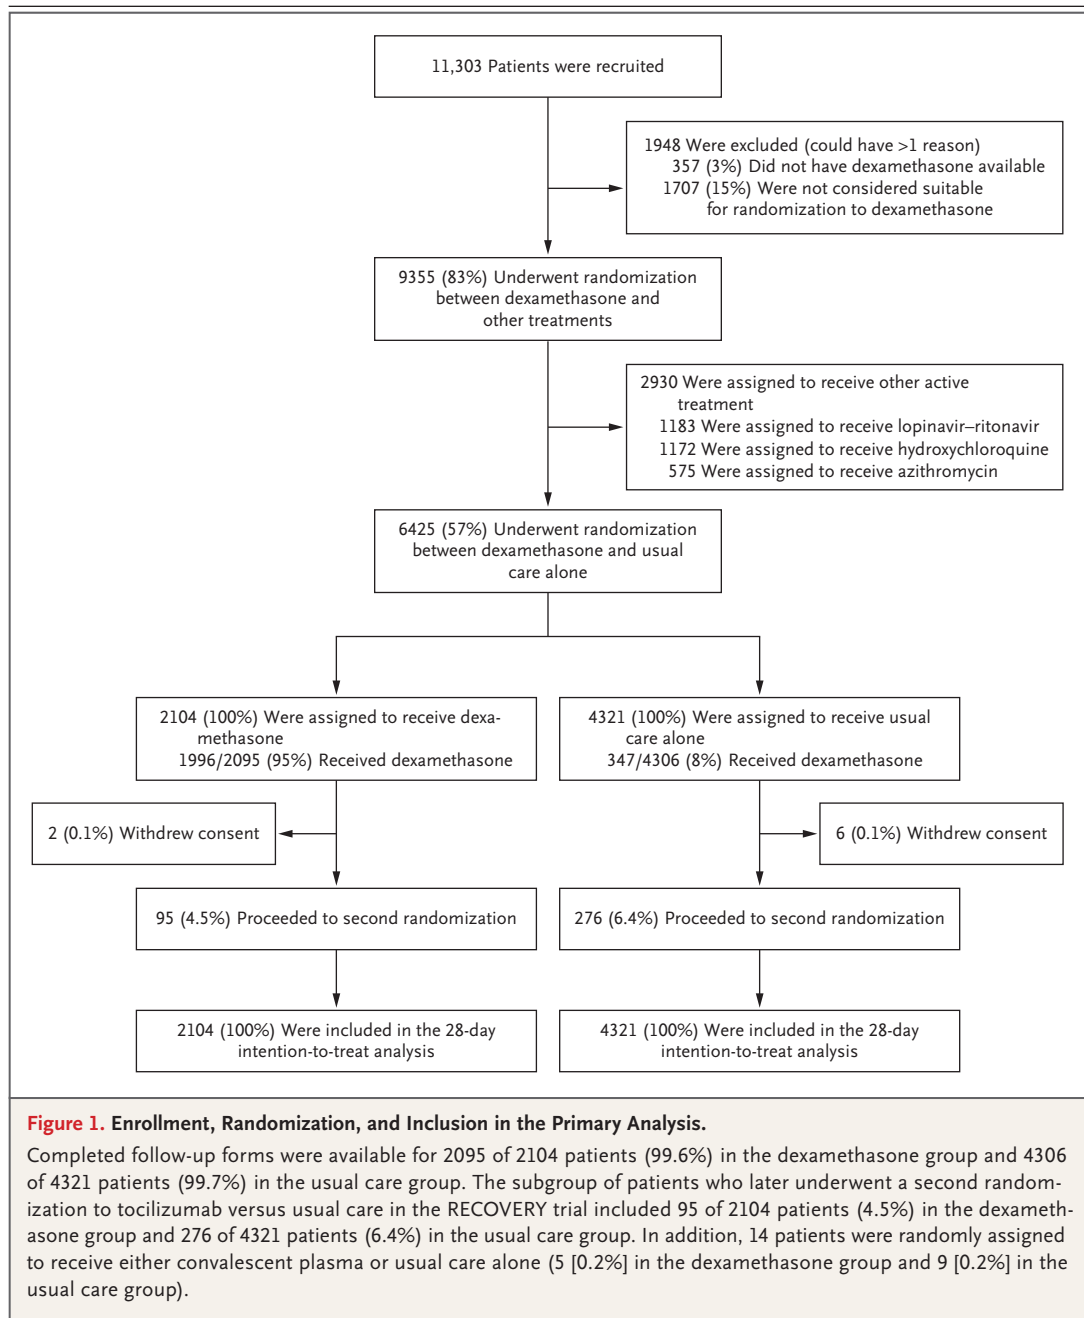 11,303 Patients were recruited
1948 Were excluded (could have >1 reason)
357 (3%) Did not have dexamethasone available
1707 (15%) Were not considered suitable
for randomization to dexamethasone
9355 (83%) Underwent randomization
between dexamethasone and
other treatments
2930 Were assigned to receive other active
treatment
1183 Were assigned to receive lopinavir–ritonavir
1172 Were assigned to receive hydroxychloroquine
575 Were assigned to receive azithromycin
6425 (57%) Underwent randomization
between dexamethasone and usual
care alone
2104 (100%) Were assigned to receive dexa-
methasone
1996/2095 (95%) Received dexamethasone
4321 (100%) Were assigned to receive usual
care alone
347/4306 (8%) Received dexamethasone
2 (0.1%) Withdrew consent
6 (0.1%) Withdrew consent
95 (4.5%) Proceeded to second randomization
276 (6.4%) Proceeded to second randomization
2104 (100%) Were included in the 28-day
intention-to-treat analysis
4321 (100%) Were included in the 28-day
intention-to-treat analysis
Figure 1. Enrollment, Randomization, and Inclusion in the Primary Analysis.
Completed follow-up forms were available for 2095 of 2104 patients (99.6%) in the dexamethasone group and 4306
of 4321 patients (99.7%) in the usual care group. The subgroup of patients who later underwent a second random-
ization to tocilizumab versus usual care in the RECOVERY trial included 95 of 2104 patients (4.5%) in the dexameth-
asone group and 276 of 4321 patients (6.4%) in the usual care group. In addition, 14 patients were randomly assigned
to receive either convalescent plasma or usual care alone (5 [0.2%] in the dexamethasone group and 9 [0.2%] in the
usual care group).